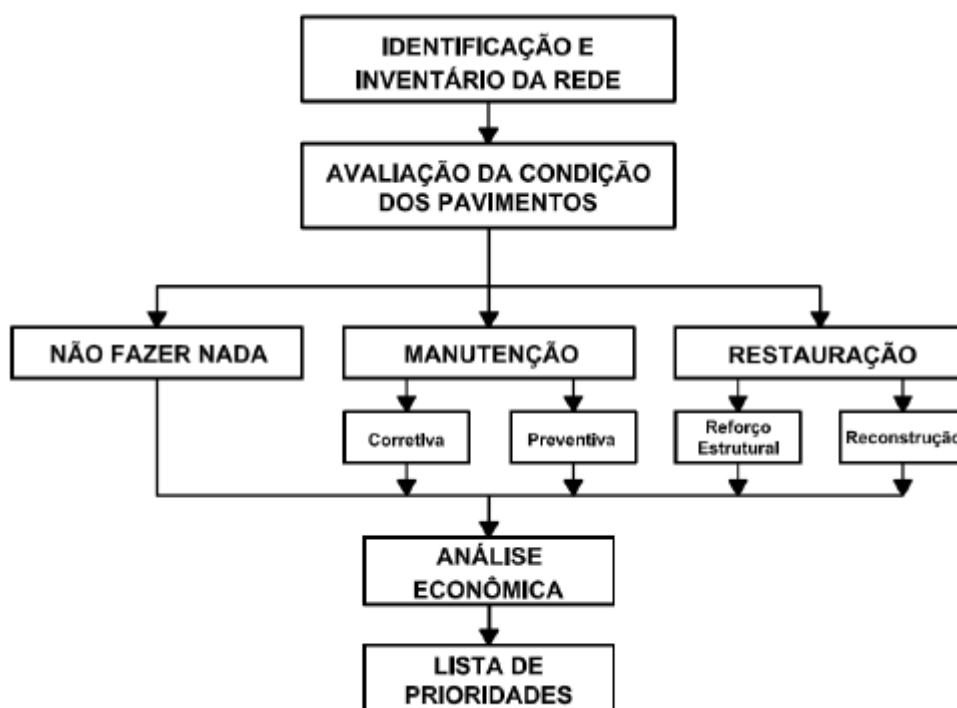 IDENTIFICAÇÃO E
INVENTÁRIO DA REDE
AVALIAÇÃO DA CONDIÇÃO
DOS PAVIMENTOS
NÃO FAZER NADA
MANUTENÇÃO
RESTAURAÇÃO
Corretiva
Preventiva
Reforço
Estrutural
Reconstrução
ANÁLISE
ECONÔMICA
LISTA DE
PRIORIDADES